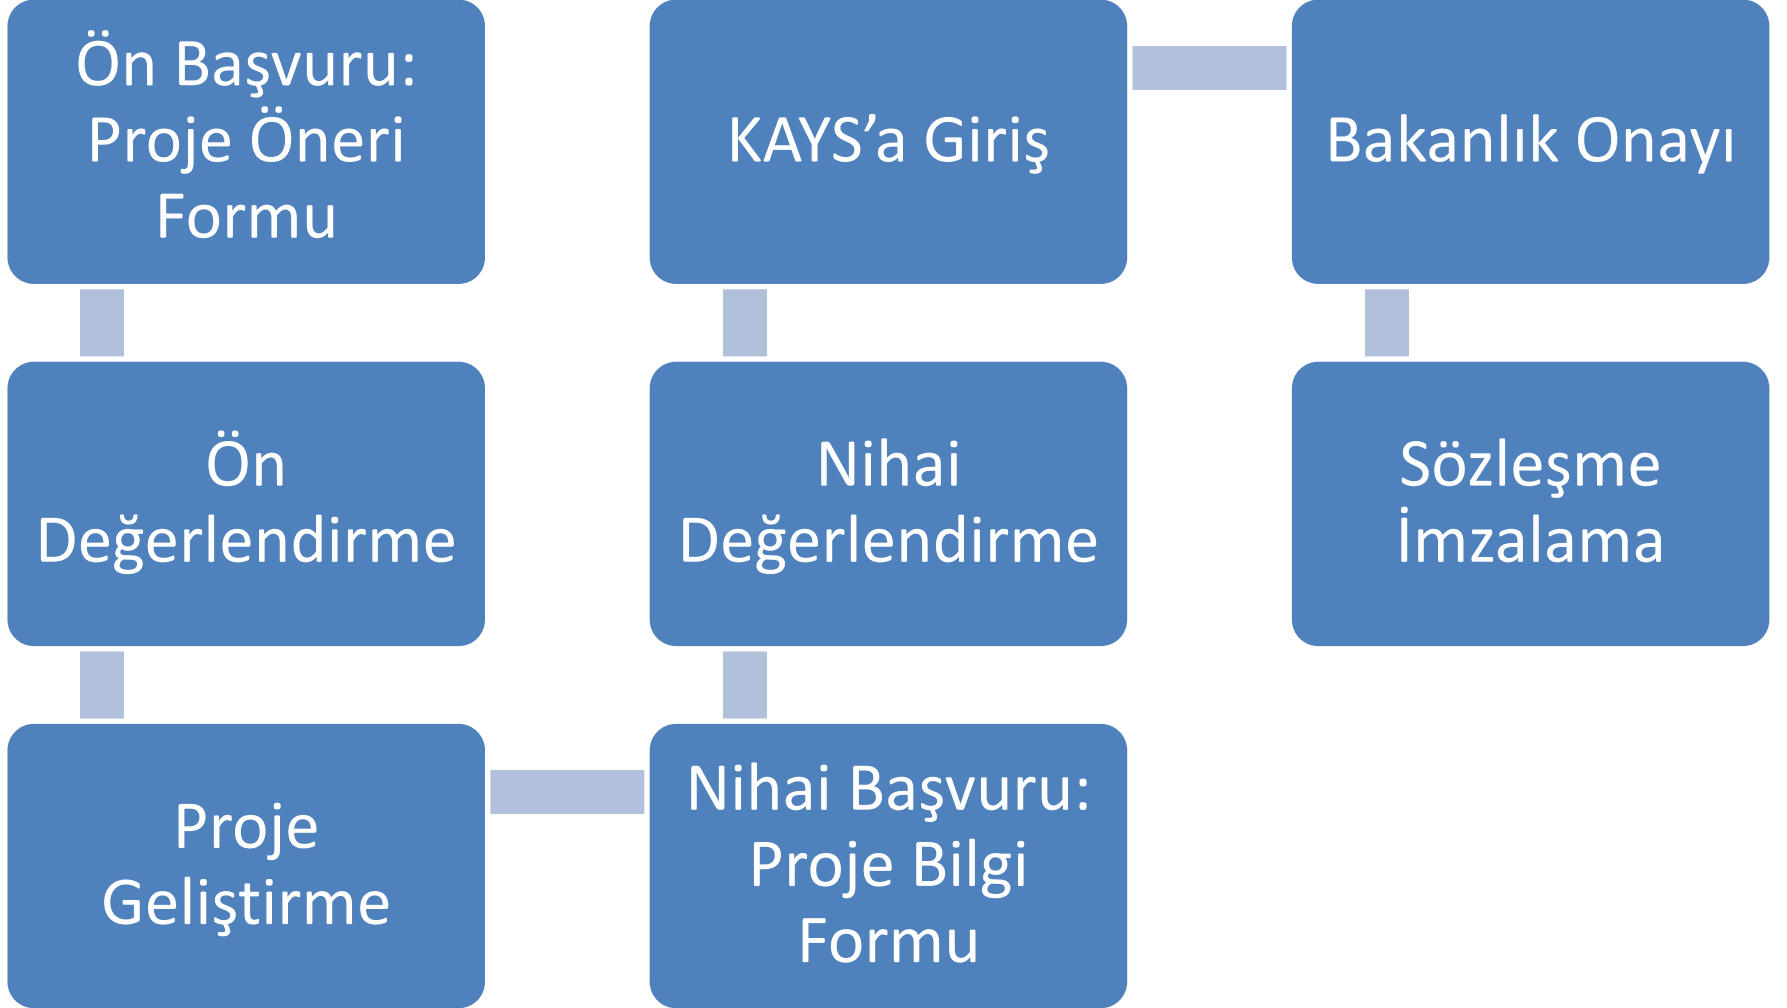 Ön Başvuru:
Proje Öneri
Formu
Ön
Değerlendirme
Proje
Geliştirme
Nihai Başvuru:
Proje Bilgi
Formu
Nihai
Değerlendirme
KAYS’a Giriş
Bakanlık Onayı
Sözleşme
İmzalama